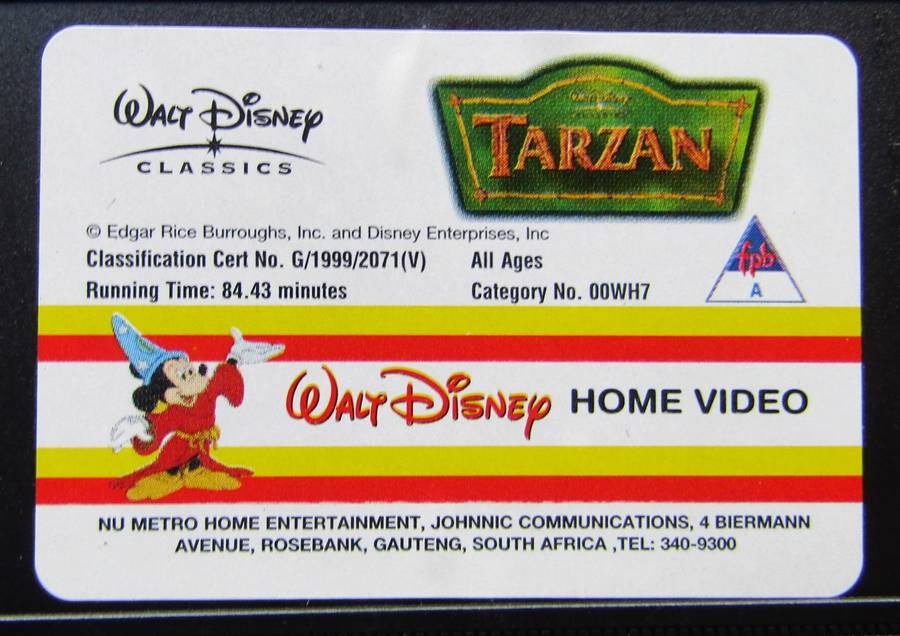 WALT DISNEY
CLASSICS
TARZAN
© Edgar Rice Burroughs, Inc. and Disney Enterprises, Inc
Classification Cert No. G/1999/2071(V) All Ages
Running Time: 84.43 minutes Category No. 00WH7
fpb
A
WALT DISNEY HOME VIDEO
NU METRO HOME ENTERTAINMENT, JOHNNIC COMMUNICATIONS, 4 BIERMANN
AVENUE, ROSEBANK, GAUTENG, SOUTH AFRICA ,TEL: 340-9300